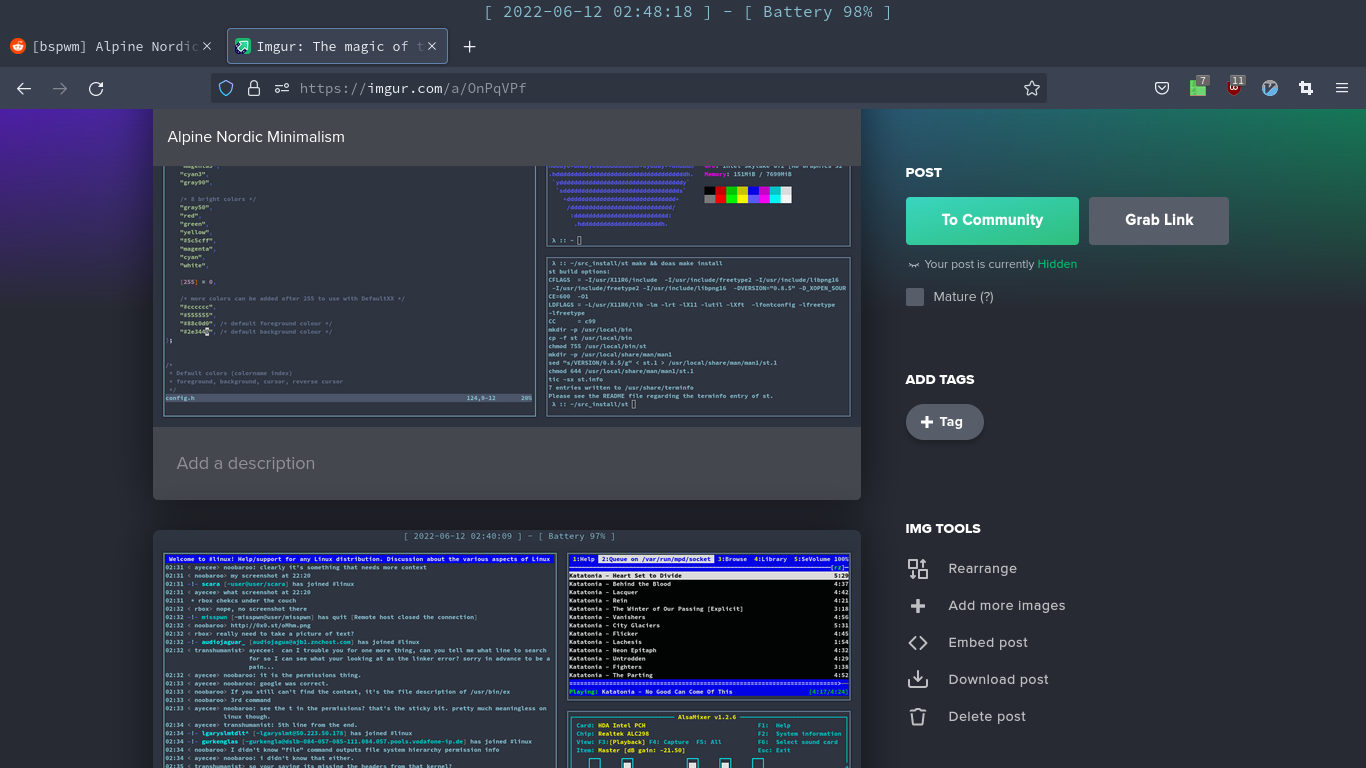 [ 2022-06-12 02:48:18 ] - [ Battery 98% ]
[bspwm] Alpine Nordic
Imgur: The magic of t
https://imgur.com/a/OnPqVPf
7
11
Alpine Nordic Minimalism
"cyan3",
"gray90",
/* 8 bright colors */
"gray50",
"red",
"green",
"yellow",
"#5c5cff",
"magenta",
"cyan",
"white",
[255] = 0,
/* more colors can be added after 255 to use with DefaultXX */
"#cccccc",
"#555555",
"#88c0d0", /* default foreground colour */
"#2e3440", /* default background colour */
};
/*
* Default colors (colorname index)
* foreground, background, cursor, reverse cursor
*/
config.h 124,9-12 20%
Memory: 151MiB / 7699MiB
λ :: ~
λ :: ~/src_install/st make && doas make install
st build options:
CFLAGS = -I/usr/X11R6/include -I/usr/include/freetype2 -I/usr/include/libpng16
-I/usr/include/freetype2 -I/usr/include/libpng16 -DVERSION="0.8.5" -D_XOPEN_SOUR
CE=600 -O1
LDFLAGS = -L/usr/X11R6/lib -lm -lrt -lX11 -lutil -lXft -lfontconfig -lfreetype
-lfreetype
CC = c99
mkdir -p /usr/local/bin
cp -f st /usr/local/bin
chmod 755 /usr/local/bin/st
mkdir -p /usr/local/share/man/man1
sed "s/VERSION/0.8.5/g" < st.1 > /usr/local/share/man/man1/st.1
chmod 644 /usr/local/share/man/man1/st.1
tic -sx st.info
7 entries written to /usr/share/terminfo
Please see the README file regarding the terminfo entry of st.
λ :: ~/src_install/st
Add a description
[ 2022-06-12 02:40:09 ] - [ Battery 97% ]
Welcome to #linux! Help/support for any Linux distribution. Discussion about the various aspects of Linux
02:31 < ayecee> clearly it's something that needs more context
02:31 < noobaroo> my screenshot at 22:20
02:31 -!- scara [~user@user/scara] has joined #linux
02:31 < ayecee> what screenshot at 22:20
02:31 * rbox chekcs under the couch
02:32 < rbox> nope, no screenshot there
02:32 -!- misspwn [~misspwn@user/misspwn] has quit [Remote host closed the connection]
02:32 < noobaroo> http://0x0.st/oMhm.png
02:32 < rbox> really need to take a picture of text?
02:32 -!- audiojaguar_ [audiojagua@ajb1.znchost.com] has joined #linux
02:32 < transhumanist> ayecee: can I trouble you for one more thing, can you tell me what line to search
for so I can see what your looking at as the linker error? sorry in advance to be a
pain...
02:32 < ayecee> noobaroo: it is the permissions thing.
02:33 < ayecee> google was correct.
02:33 < noobaroo> If you still can't find the context, it's the file description of /usr/bin/ex
02:33 < noobaroo> 3rd command
02:33 < ayecee> noobaroo: see the t in the permissions? that's the sticky bit. pretty much meaningless on
linux though.
02:34 < ayecee> transhumanist: 5th line from the end.
02:34 -!- lgaryslmtdlt* [~lgaryslmt@50.223.50.178] has joined #linux
02:34 -!- gurkenglas [~gurkengla@dslb-084-057-085-111.084.057.pools.vodafone-ip.de] has joined #linux
02:34 < noobaroo> I didn't know "file" command outputs file system hierarchy permission info
02:34 < ayecee> noobaroo: i didn't know that either.
02:35 < transhumanist> so your saying its missing the headers from that kernel?
1:Help 2:Queue on /var/run/mpd/socket 3:Browse 4:Library 5:SeVolume 100%
[rz]
Katatonia - Heart Set to Divide 5:29
Katatonia - Behind the Blood 4:37
Katatonia - Lacquer 4:42
Katatonia - Rein 4:21
Katatonia - The Winter of Our Passing [Explicit] 3:18
Katatonia - Vanishers 4:56
Katatonia - City Glaciers 5:31
Katatonia - Flicker 4:45
Katatonia - Lachesis 1:54
Katatonia - Neon Epitaph 4:32
Katatonia - Untrodden 4:29
Katatonia - Fighters 3:38
Katatonia - The Parting 4:52
Playing: Katatonia - No Good Can Come Of This [4:17/4:24]
AlsaMixer v1.2.6
Card: HDA Intel PCH F1: Help
Chip: Realtek ALC298 F2: System information
View: F3:[Playback] F4: Capture F5: All F6: Select sound card
Item: Master [dB gain: -21.50] Esc: Exit
POST
To Community
Grab Link
Your post is currently Hidden
Mature (?)
ADD TAGS
Tag
IMG TOOLS
Rearrange
Add more images
Embed post
Download post
Delete post